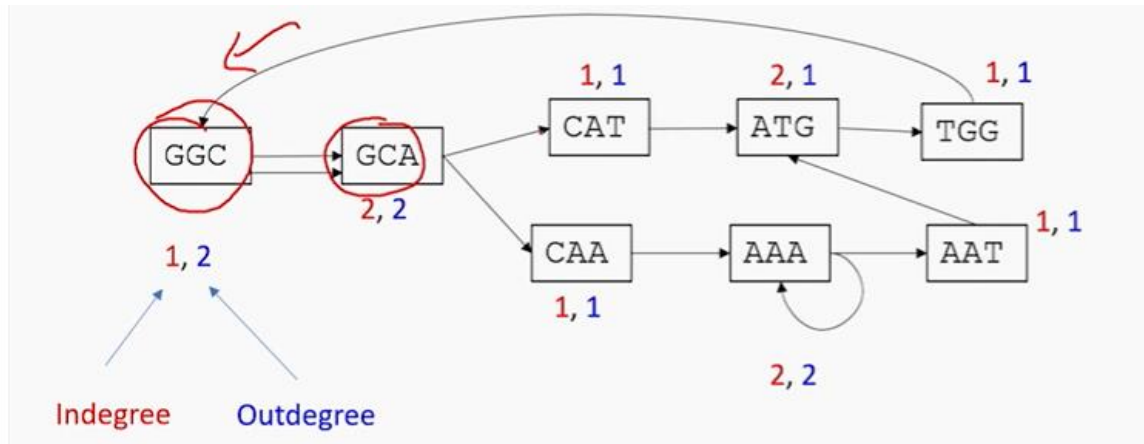 1, 1
2, 1
1, 1
CAT
ATG
TGG
GGC
GCA
2, 2
1, 1
1, 2
CAA
AAA
AAT
1, 1
2, 2
Indegree
Outdegree